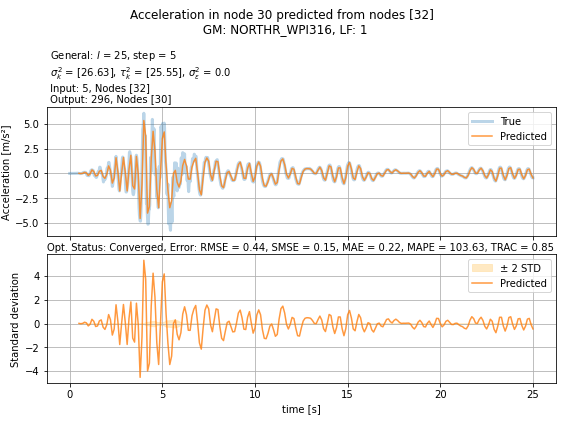 Acceleration in node 30 predicted from nodes [32]
GM: NORTHR_WPI316, LF: 1
General: l = 25, step = 5
σ²ₖ = [26.63], τ²ₖ = [25.55], σ²ε = 0.0
Input: 5, Nodes [32]
Output: 296, Nodes [30]
Acceleration [m/s²]
5.0
2.5
0.0
−2.5
−5.0
True
Predicted
Opt. Status: Converged, Error: RMSE = 0.44, SMSE = 0.15, MAE = 0.22, MAPE = 103.63, TRAC = 0.85
Standard deviation
4
2
0
−2
−4
± 2 STD
Predicted
0 5 10 15 20 25
time [s]